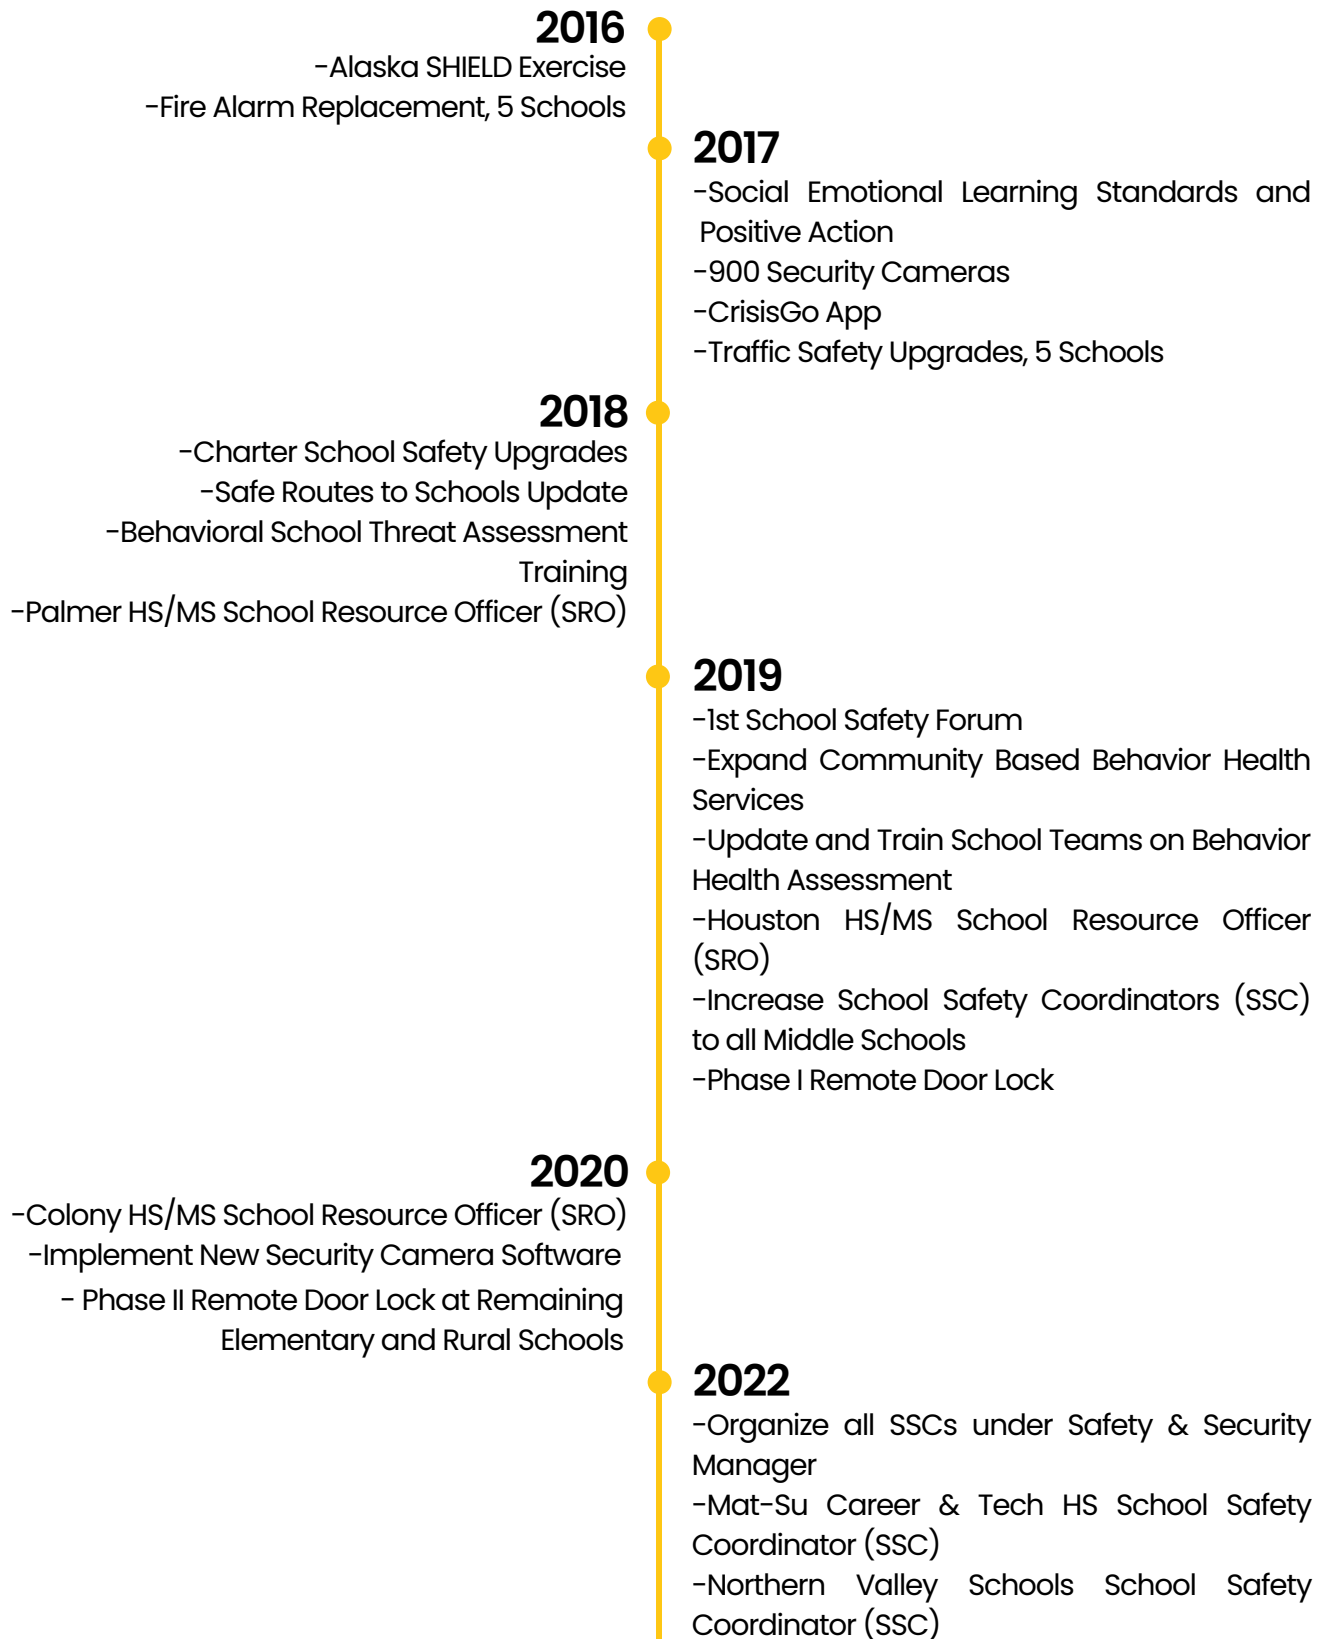 2016
-Alaska SHIELD Exercise
-Fire Alarm Replacement, 5 Schools
2017
-Social Emotional Learning Standards and
Positive Action
-900 Security Cameras
-CrisisGo App
-Traffic Safety Upgrades, 5 Schools
2018
-Charter School Safety Upgrades
-Safe Routes to Schools Update
-Behavioral School Threat Assessment
Training
-Palmer HS/MS School Resource Officer (SRO)
2019
-1st School Safety Forum
-Expand Community Based Behavior Health
Services
-Update and Train School Teams on Behavior
Health Assessment
-Houston HS/MS School Resource Officer
(SRO)
-Increase School Safety Coordinators (SSC)
to all Middle Schools
-Phase I Remote Door Lock
2020
-Colony HS/MS School Resource Officer (SRO)
-Implement New Security Camera Software
- Phase II Remote Door Lock at Remaining
Elementary and Rural Schools
2022
-Organize all SSCs under Safety & Security
Manager
-Mat-Su Career & Tech HS School Safety
Coordinator (SSC)
-Northern Valley Schools School Safety
Coordinator (SSC)